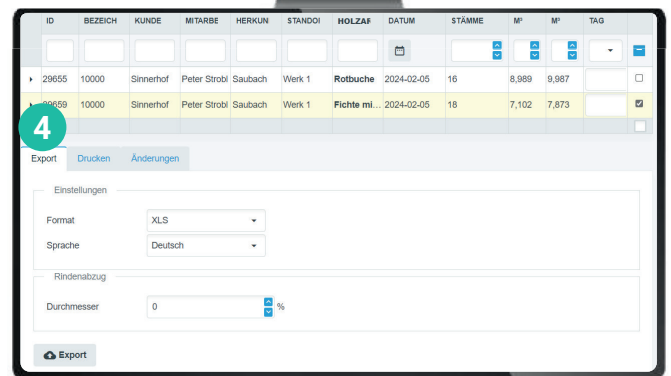 ID BEZEICH KUNDE MITARBE HERKUN STANDOI HOLZAF DATUM STÄMME M² M² TAG
29655 10000 Sinnerhof Peter Strobl Saubach Werk 1 Rotbuche 2024-02-05 16 8,989 9,987
29659 10000 Sinnerhof Peter Strobl Saubach Werk 1 Fichte mi... 2024-02-05 18 7,102 7,873
4
Export Drucken Änderungen
Einstellungen
Format XLS
Sprache Deutsch
Rindenabzug
Durchmesser 0 %
Export